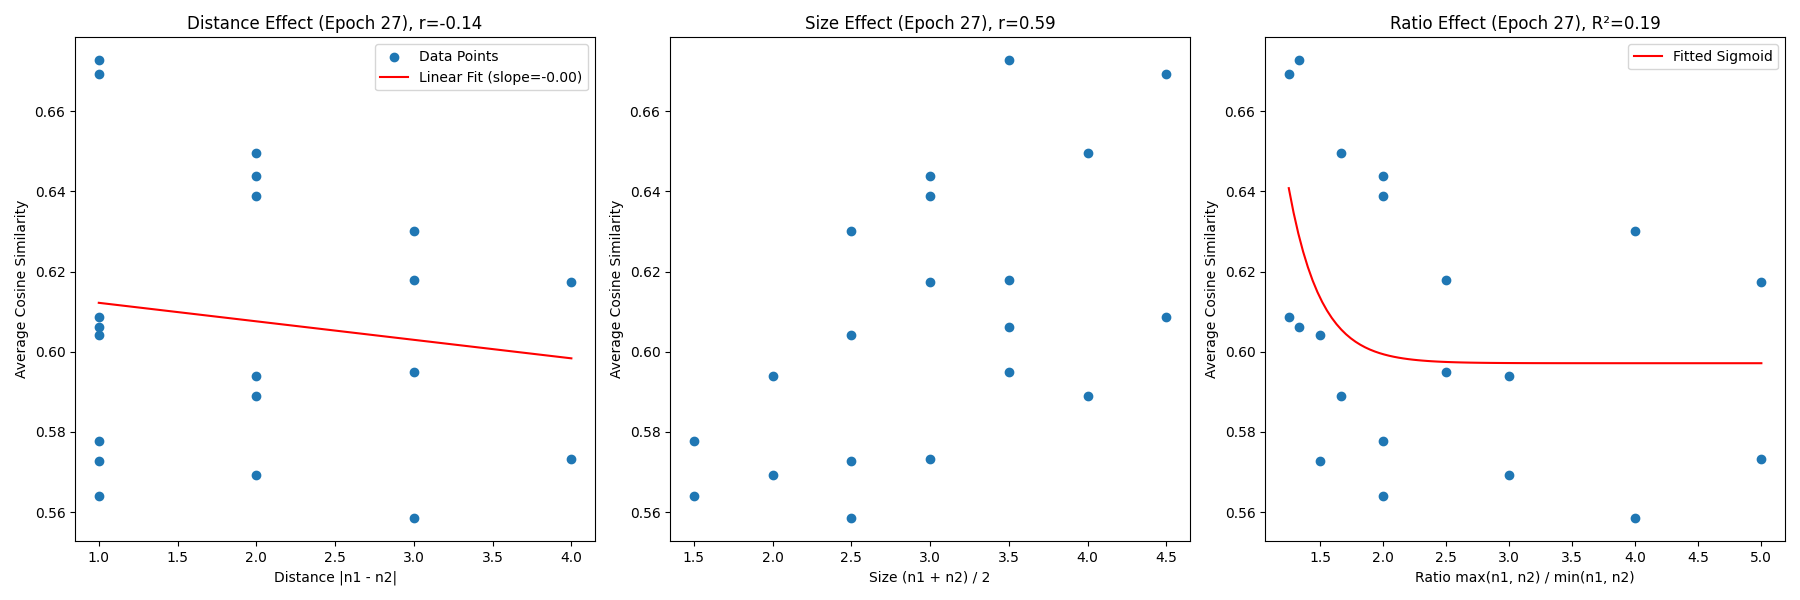 Distance Effect (Epoch 27), r=-0.14
Data Points
Linear Fit (slope=-0.00)
Average Cosine Similarity
0.66
0.64
0.62
0.60
0.58
0.56
1.0 1.5 2.0 2.5 3.0 3.5 4.0
Distance |n1 - n2|
Size Effect (Epoch 27), r=0.59
Average Cosine Similarity
0.66
0.64
0.62
0.60
0.58
0.56
1.5 2.0 2.5 3.0 3.5 4.0 4.5
Size (n1 + n2) / 2
Ratio Effect (Epoch 27), R²=0.19
Fitted Sigmoid
Average Cosine Similarity
0.66
0.64
0.62
0.60
0.58
0.56
1.5 2.0 2.5 3.0 3.5 4.0 4.5 5.0
Ratio max(n1, n2) / min(n1, n2)